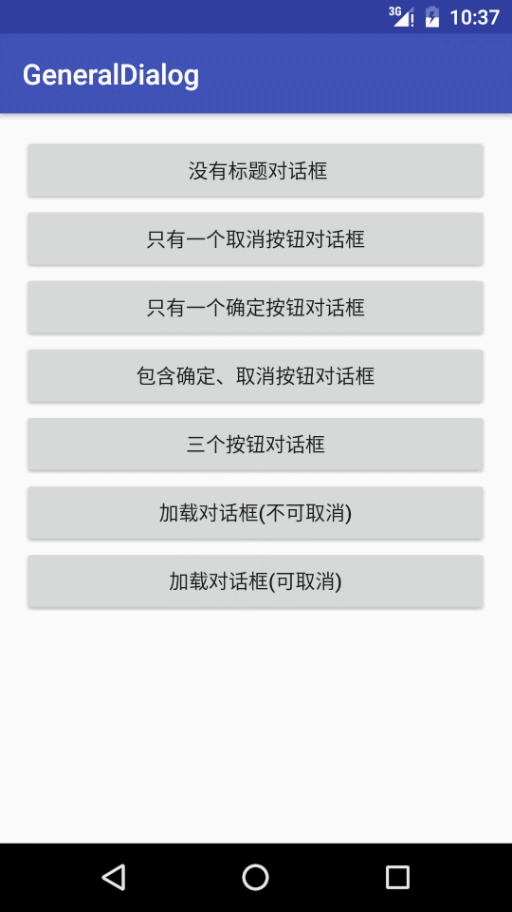 3G 10:37
GeneralDialog
没有标题对话框
只有一个取消按钮对话框
只有一个确定按钮对话框
包含确定、取消按钮对话框
三个按钮对话框
加载对话框(不可取消)
加载对话框(可取消)